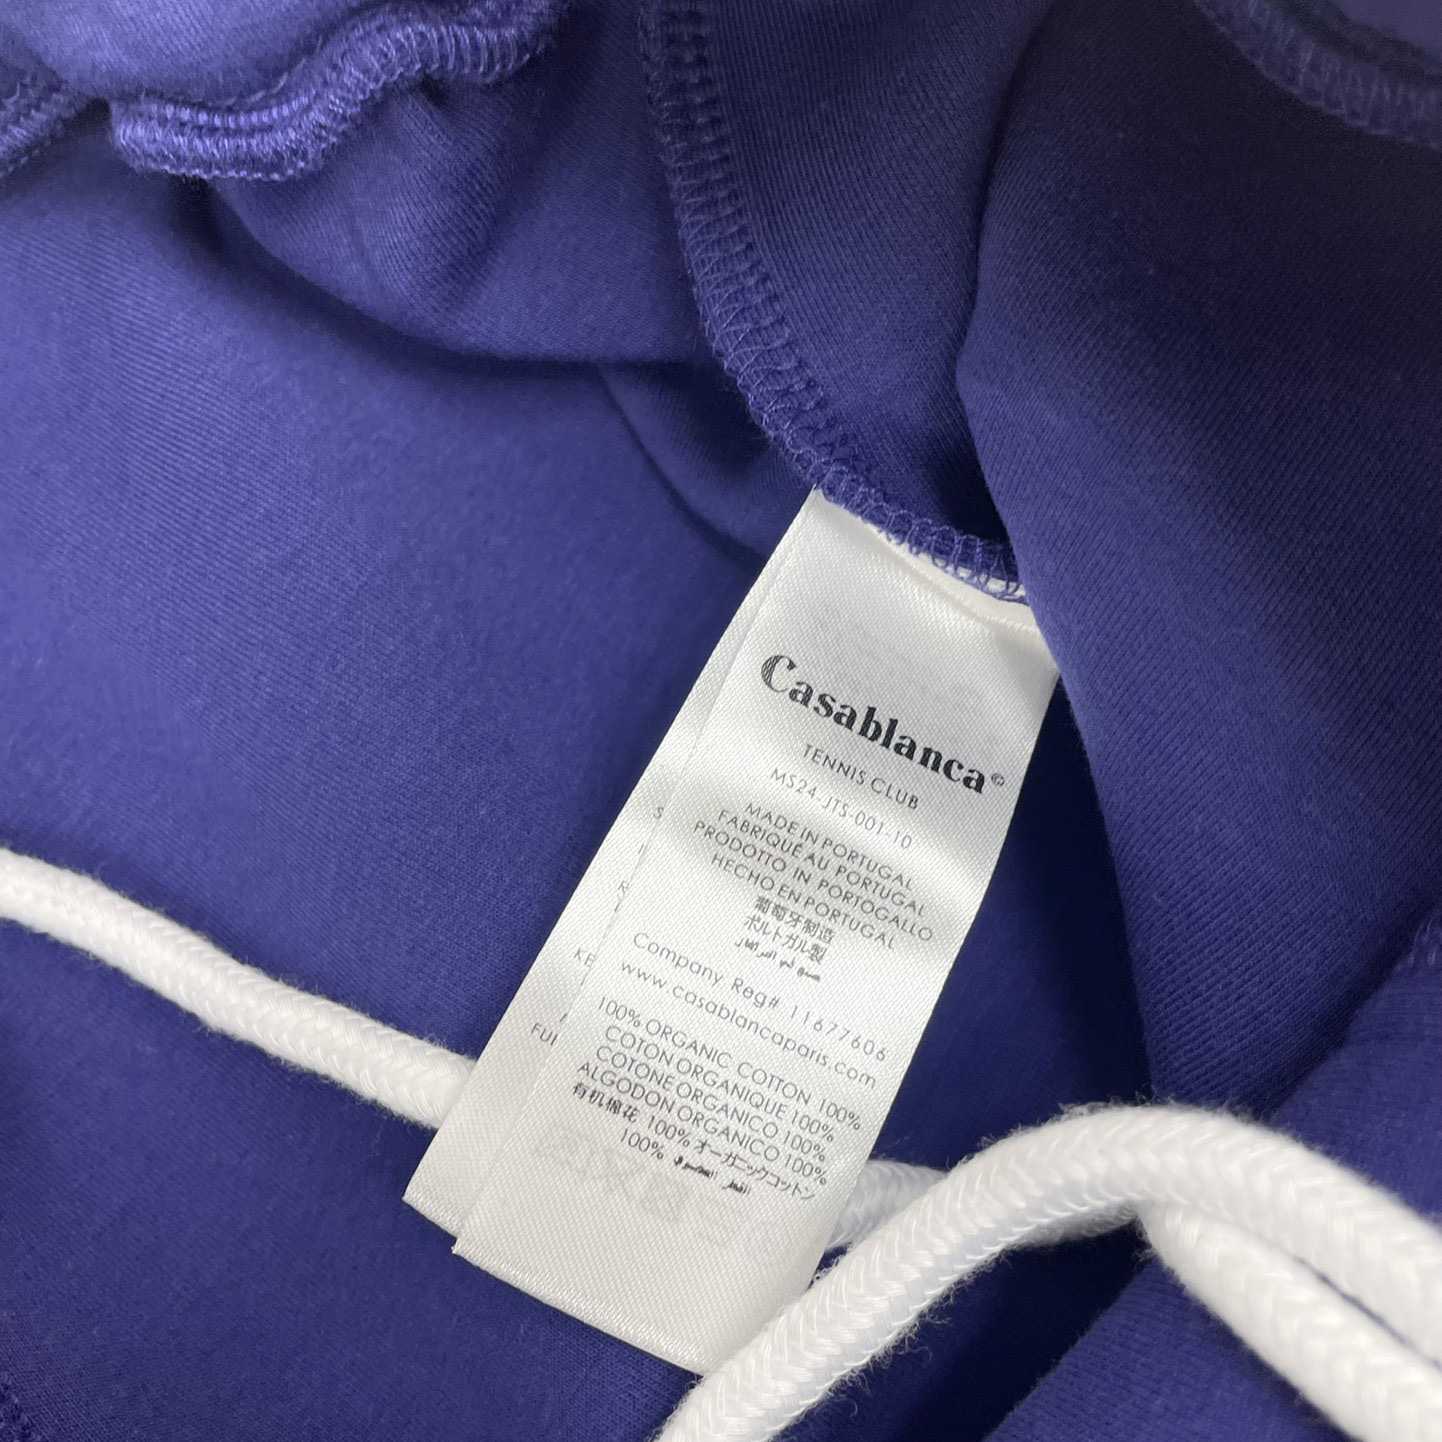 Casablanca©
TENNIS CLUB
MS24-JTS-001-10
MADE IN PORTUGAL
FABRIQUÉ AU PORTUGAL
PRODOTTO IN PORTOGALLO
HECHO EN PORTUGAL
葡萄牙制造
ポルトガル製
Company Reg# 11677606
www.casablancaparis.com
100% ORGANIC COTTON 100%
COTON ORGANIQUE 100%
COTONE ORGANICO 100%
ALGODON ORGANICO 100%
有机棉花 100% オーガニックコットン
100%